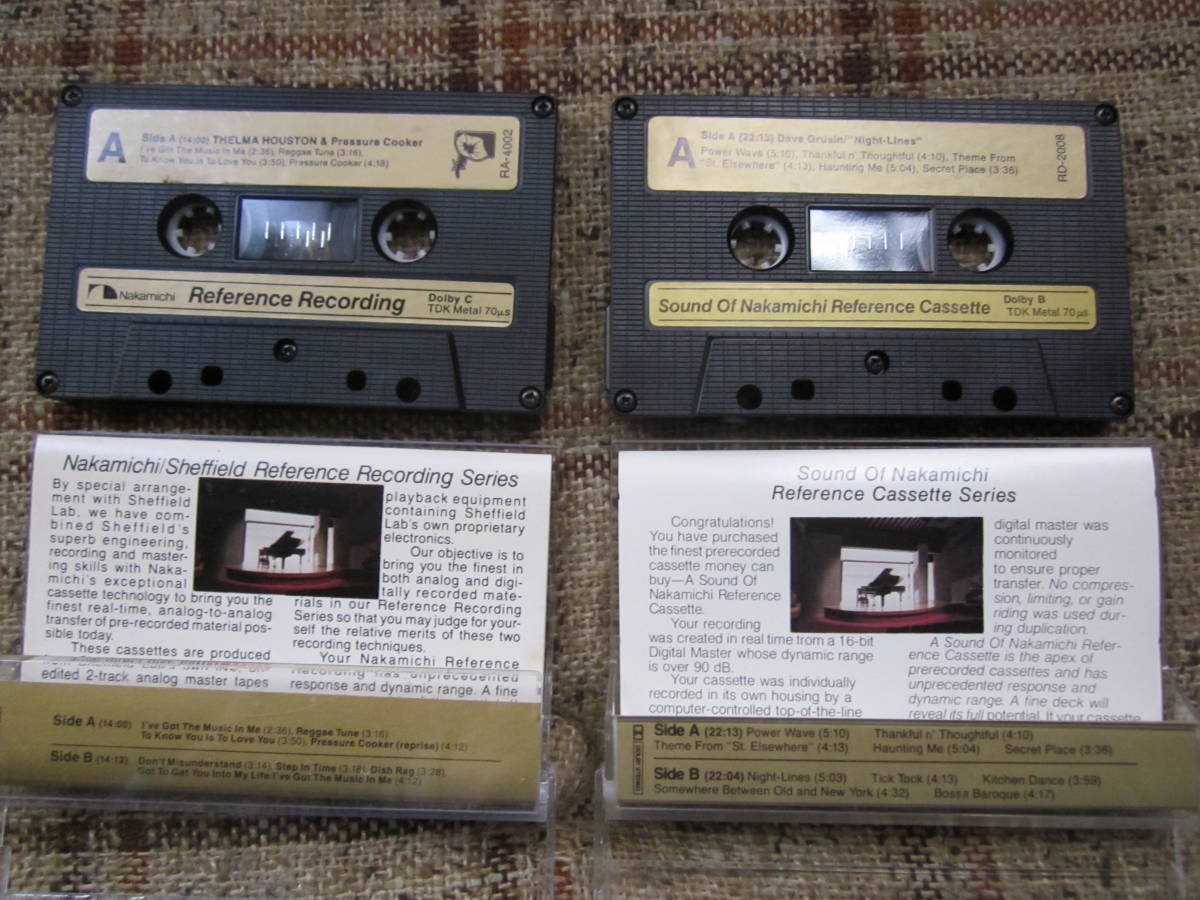 A
Side A (14:00) THELMA HOUSTON & Pressure Cooker
I've Got The Music In Me (2:36), Reggae Tune (3:16),
To Know You Is To Love You (3:50), Pressure Cooker (4:18)
RA-4002
Nakamichi Reference Recording
Dolby C
TDK Metal 70µs
A
Side A (22:13) Dave Grusin/"Night-Lines"
Power Wave (5:10), Thankful n' Thoughtful (4:10), Theme From
"St. Elsewhere" (4:13), Haunting Me (5:04), Secret Place (3:36)
RD-2008
Sound Of Nakamichi Reference Cassette
Dolby B
TDK Metal 70µs
Nakamichi/Sheffield Reference Recording Series
By special arrange-
ment with Sheffield
Lab, we have com-
bined Sheffield's
superb engineering,
recording and master-
ing skills with Naka-
michi's exceptional
cassette technology to bring you the
finest real-time, analog-to-analog
transfer of pre-recorded material pos-
sible today.
These cassettes are produced
from Sheffield Lab's own live,
edited 2-track analog master tapes
playback equipment
containing Sheffield
Lab's own proprietary
electronics.
Our objective is to
bring you the finest in
both analog and digi-
tally recorded mate-
rials in our Reference Recording
Series so that you may judge for your-
self the relative merits of these two
recording techniques.
Your Nakamichi Reference
Recording has unprecedented
response and dynamic range. A fine
Side A (14:00) I've Got The Music In Me (2:36), Reggae Tune (3:16),
To Know You Is To Love You (3:50), Pressure Cooker (reprise) (4:12)
Side B (14:12) Don't Misunderstand (3:14), Step In Time (3:18), Dish Rag (3:28),
Got To Get You Into My Life/I've Got The Music In Me (4:12)
Sound Of Nakamichi
Reference Cassette Series
Congratulations!
You have purchased
the finest prerecorded
cassette money can
buy—A Sound Of
Nakamichi Reference
Cassette.
Your recording
was created in real time from a 16-bit
Digital Master whose dynamic range
is over 90 dB.
Your cassette was individually
recorded in its own housing by a
computer-controlled top-of-the-line
digital master was
continuously
monitored
to ensure proper
transfer. No compres-
sion, limiting, or gain
riding was used dur-
ing duplication.
A Sound Of Nakamichi Refer-
ence Cassette is the apex of
prerecorded cassettes and has
unprecedented response and
dynamic range. A fine deck will
reveal its full potential. If your cassette
Side A (22:13) Power Wave (5:10) Thankful n' Thoughtful (4:10)
Theme From "St. Elsewhere" (4:13) Haunting Me (5:04) Secret Place (3:36)
Side B (22:04) Night-Lines (5:03) Tick Tock (4:13) Kitchen Dance (3:59)
Somewhere Between Old and New York (4:32) Bossa Baroque (4:17)